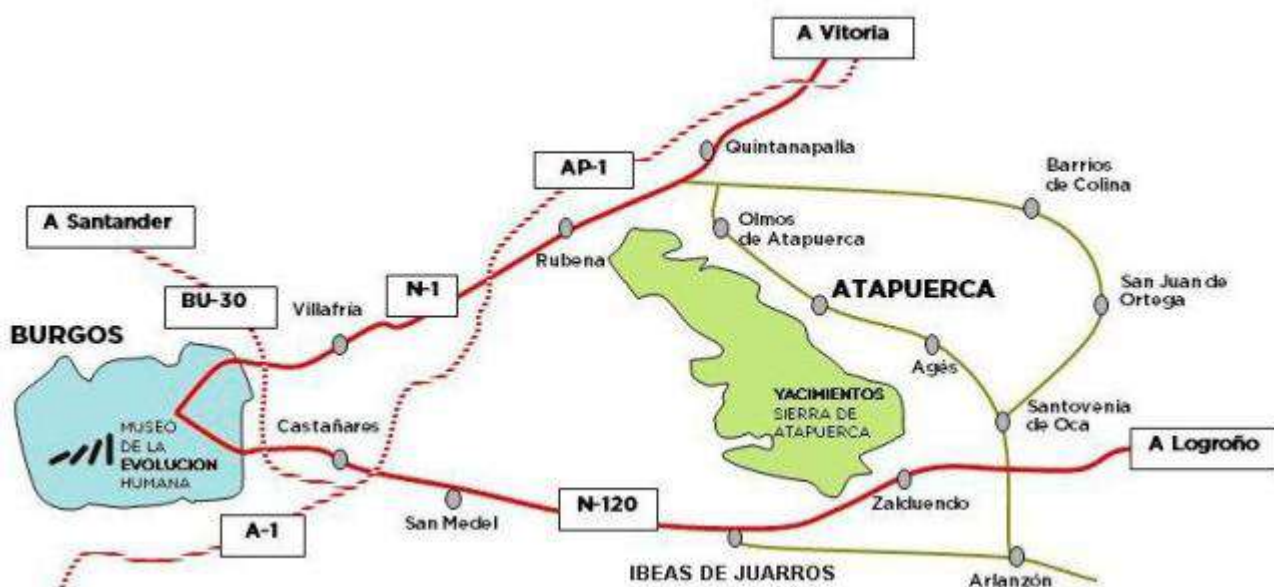 A Vitoria
Quintanapalla
AP-1
Barrios
de Colina
A Santander
Olmos
de Atapuerca
Rubena
N-1
BU-30
Villafría
ATAPUERCA
San Juan de
Ortega
BURGOS
Agés
YACIMIENTOS
SIERRA DE
ATAPUERCA
Santovenia
de Oca
MUSEO
DE LA
EVOLUCION
HUMANA
Castañares
A Logroño
Zalduendo
N-120
San Medel
A-1
IBEAS DE JUARROS
Arlanzón